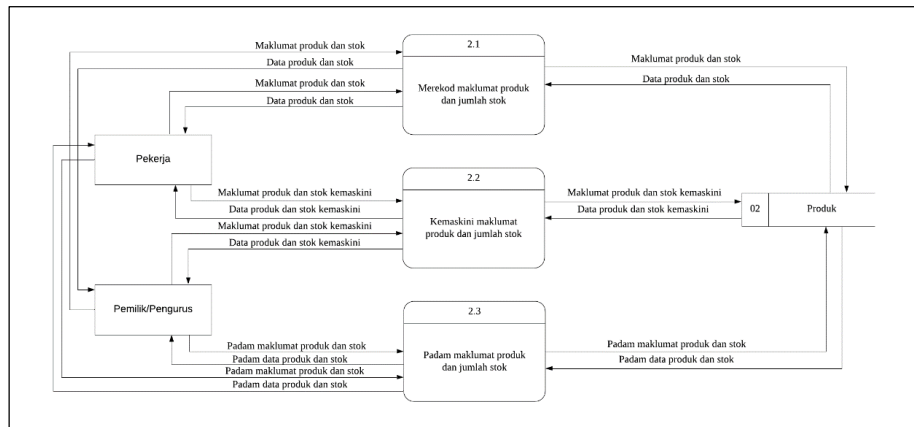 2.1
Maklumat produk dan stok
Data produk dan stok
Maklumat produk dan stok
Data produk dan stok
Merekod maklumat produk
dan jumlah stok
Maklumat produk dan stok
Data produk dan stok
Pekerja
2.2
Maklumat produk dan stok kemaskini
Data produk dan stok kemaskini
Maklumat produk dan stok kemaskini
Data produk dan stok kemaskini
Kemaskini maklumat
produk dan jumlah stok
Maklumat produk dan stok kemaskini
Data produk dan stok kemaskini
02
Produk
Pemilik/Pengurus
2.3
Padam maklumat produk dan stok
Padam data produk dan stok
Padam maklumat produk dan stok
Padam data produk dan stok
Padam maklumat produk
dan jumlah stok
Padam maklumat produk dan stok
Padam data produk dan stok